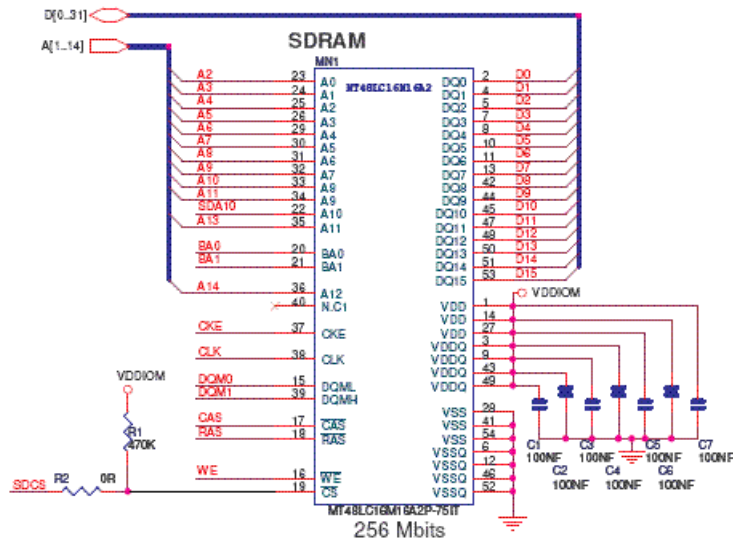 D[0..31]
A[1..14]
SDRAM
MN1
MT48LC16M16A2
A2 23 A0 DQ0 2 D0
A3 24 A1 DQ1 4 D1
A4 25 A2 DQ2 5 D2
A5 26 A3 DQ3 7 D3
A6 29 A4 DQ4 8 D4
A7 30 A5 DQ5 10 D5
A8 31 A6 DQ6 11 D6
A9 32 A7 DQ7 13 D7
A10 33 A8 DQ8 42 D8
A11 34 A9 DQ9 44 D9
SDA10 22 A10 DQ10 45 D10
A13 35 A11 DQ11 47 D11
DQ12 48 D12
BA0 20 BA0 DQ13 50 D13
BA1 21 BA1 DQ14 51 D14
DQ15 53 D15
A14 36 A12
VDDIOM
40 N.C1 VDD 1
VDD 14
CKE 37 CKE VDD 27
VDDQ 3
CLK 38 CLK VDDQ 9
VDDQ 43
DQM0 15 DQML VDDQ 49
DQM1 39 DQMH
VDDIOM
VSS 28
CAS 17 CAS VSS 41
RAS 18 RAS VSS 54
VSSQ 6
VSSQ 12
WE 16 WE VSSQ 46
19 CS VSSQ 52
R1
470K
R2 0R
SDCS
C1 C3 C5 C7
100NF 100NF 100NF 100NF
C2 C4 C6
100NF 100NF 100NF
MT48LC16M16A2P-75IT
256 Mbits